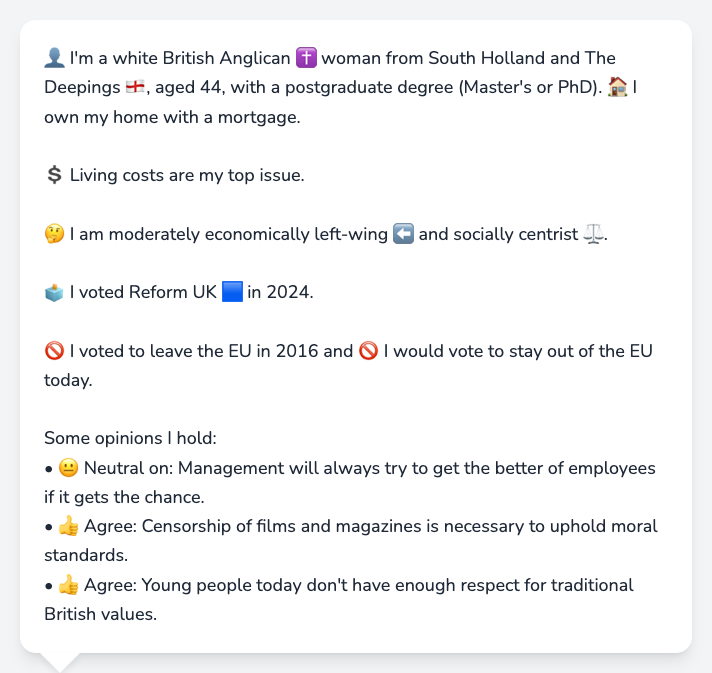 👤 I'm a white British Anglican ✝️ woman from South Holland and The
Deepings 🏴󠁧󠁢󠁥󠁮󠁧󠁿, aged 44, with a postgraduate degree (Master's or PhD). 🏠 I
own my home with a mortgage.
💲 Living costs are my top issue.
🤔 I am moderately economically left-wing ⬅️ and socially centrist ⚖️.
🗳️ I voted Reform UK 🟦 in 2024.
🚫 I voted to leave the EU in 2016 and 🚫 I would vote to stay out of the EU
today.
Some opinions I hold:
• 😐 Neutral on: Management will always try to get the better of employees
if it gets the chance.
• 👍 Agree: Censorship of films and magazines is necessary to uphold moral
standards.
• 👍 Agree: Young people today don't have enough respect for traditional
British values.